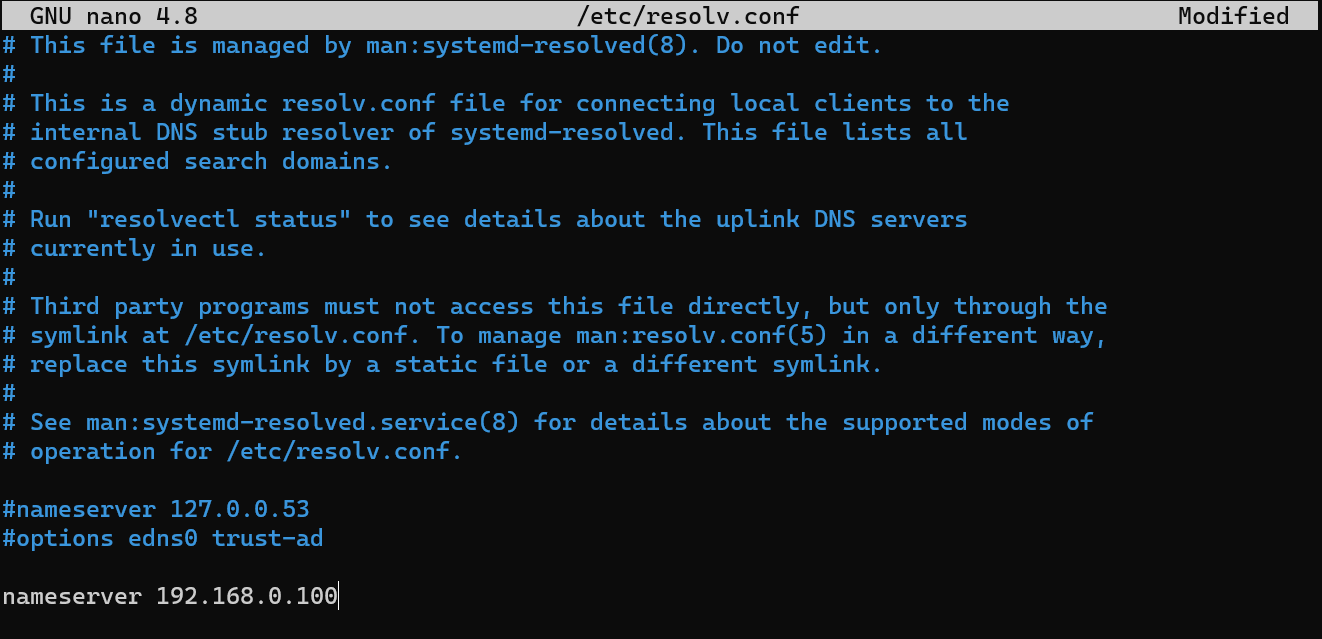 GNU nano 4.8 /etc/resolv.conf Modified
# This file is managed by man:systemd-resolved(8). Do not edit.
#
# This is a dynamic resolv.conf file for connecting local clients to the
# internal DNS stub resolver of systemd-resolved. This file lists all
# configured search domains.
#
# Run "resolvectl status" to see details about the uplink DNS servers
# currently in use.
#
# Third party programs must not access this file directly, but only through the
# symlink at /etc/resolv.conf. To manage man:resolv.conf(5) in a different way,
# replace this symlink by a static file or a different symlink.
#
# See man:systemd-resolved.service(8) for details about the supported modes of
# operation for /etc/resolv.conf.
#nameserver 127.0.0.53
#options edns0 trust-ad
nameserver 192.168.0.100